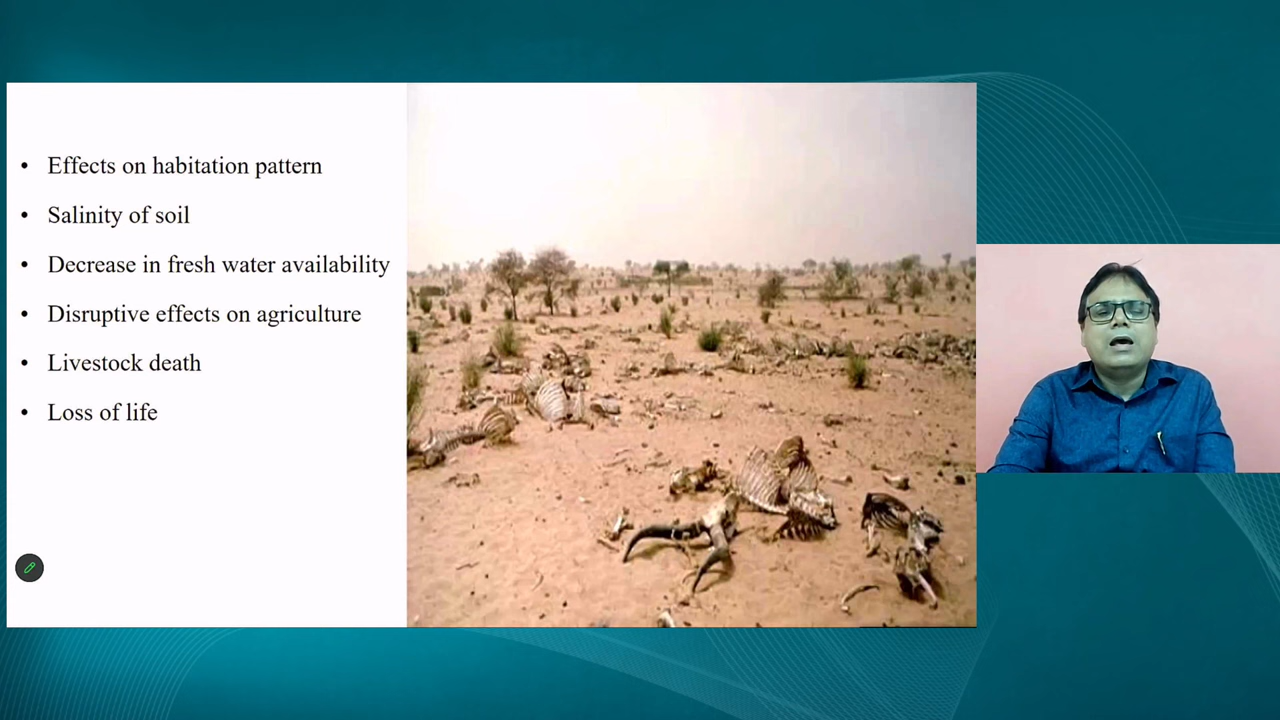 • Effects on habitation pattern
• Salinity of soil
• Decrease in fresh water availability
• Disruptive effects on agriculture
• Livestock death
• Loss of life